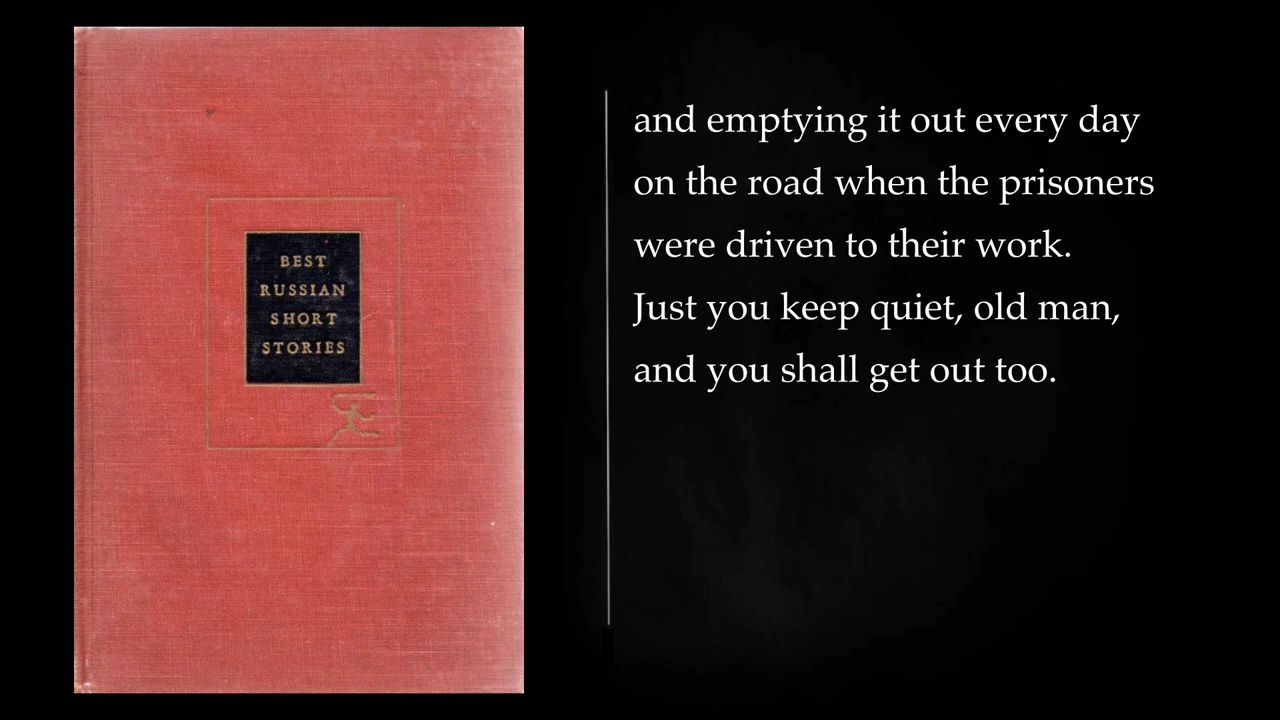 BEST
RUSSIAN
SHORT
STORIES
and emptying it out every day
on the road when the prisoners
were driven to their work.
Just you keep quiet, old man,
and you shall get out too.